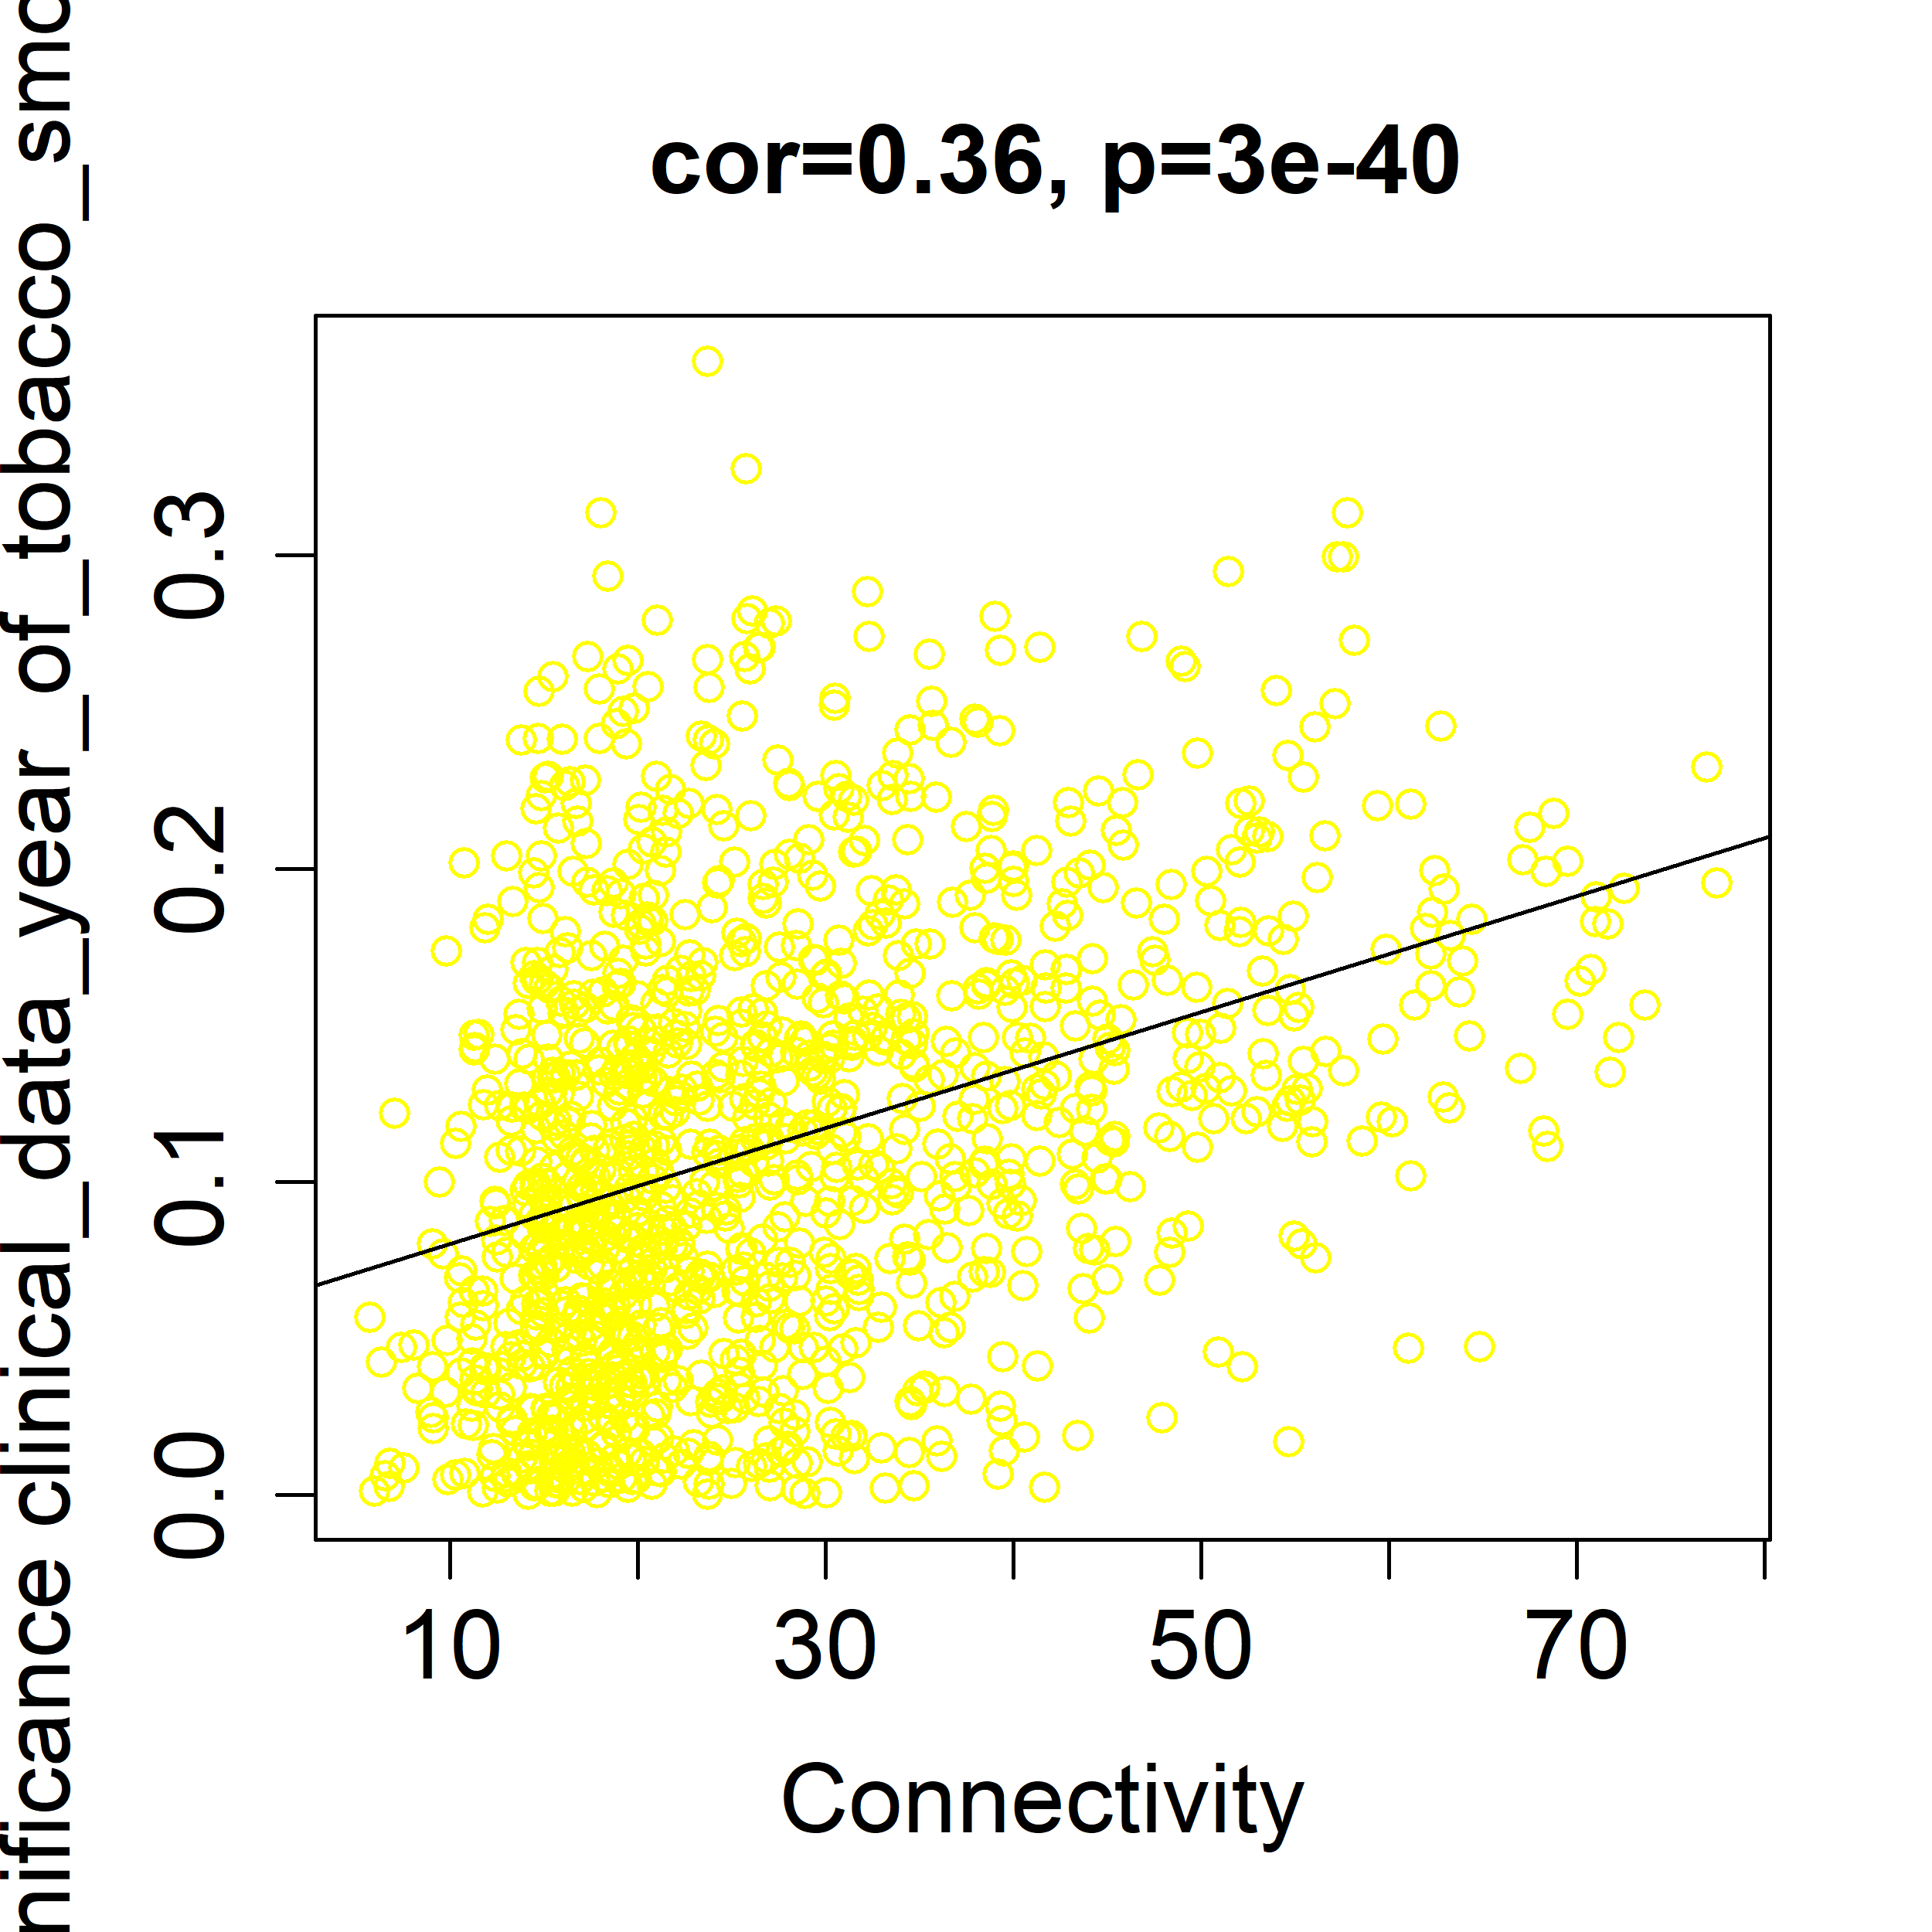 cor=0.36, p=3e-40
nificance clinical_data_year_of_tobacco_smo
0.3
0.2
0.1
0.0
10 30 50 70
Connectivity